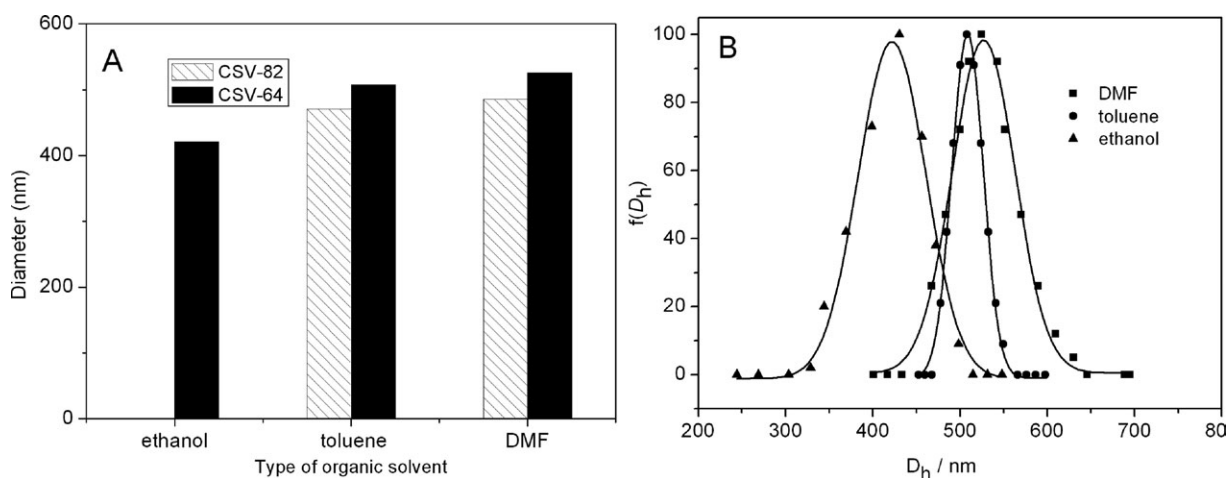 A
CSV-82
CSV-64
600
400
200
0
Diameter (nm)
ethanol toluene DMF
Type of organic solvent
B
DMF
toluene
ethanol
100
80
60
40
20
0
f(Dh)
200 300 400 500 600 700 80
Dh / nm